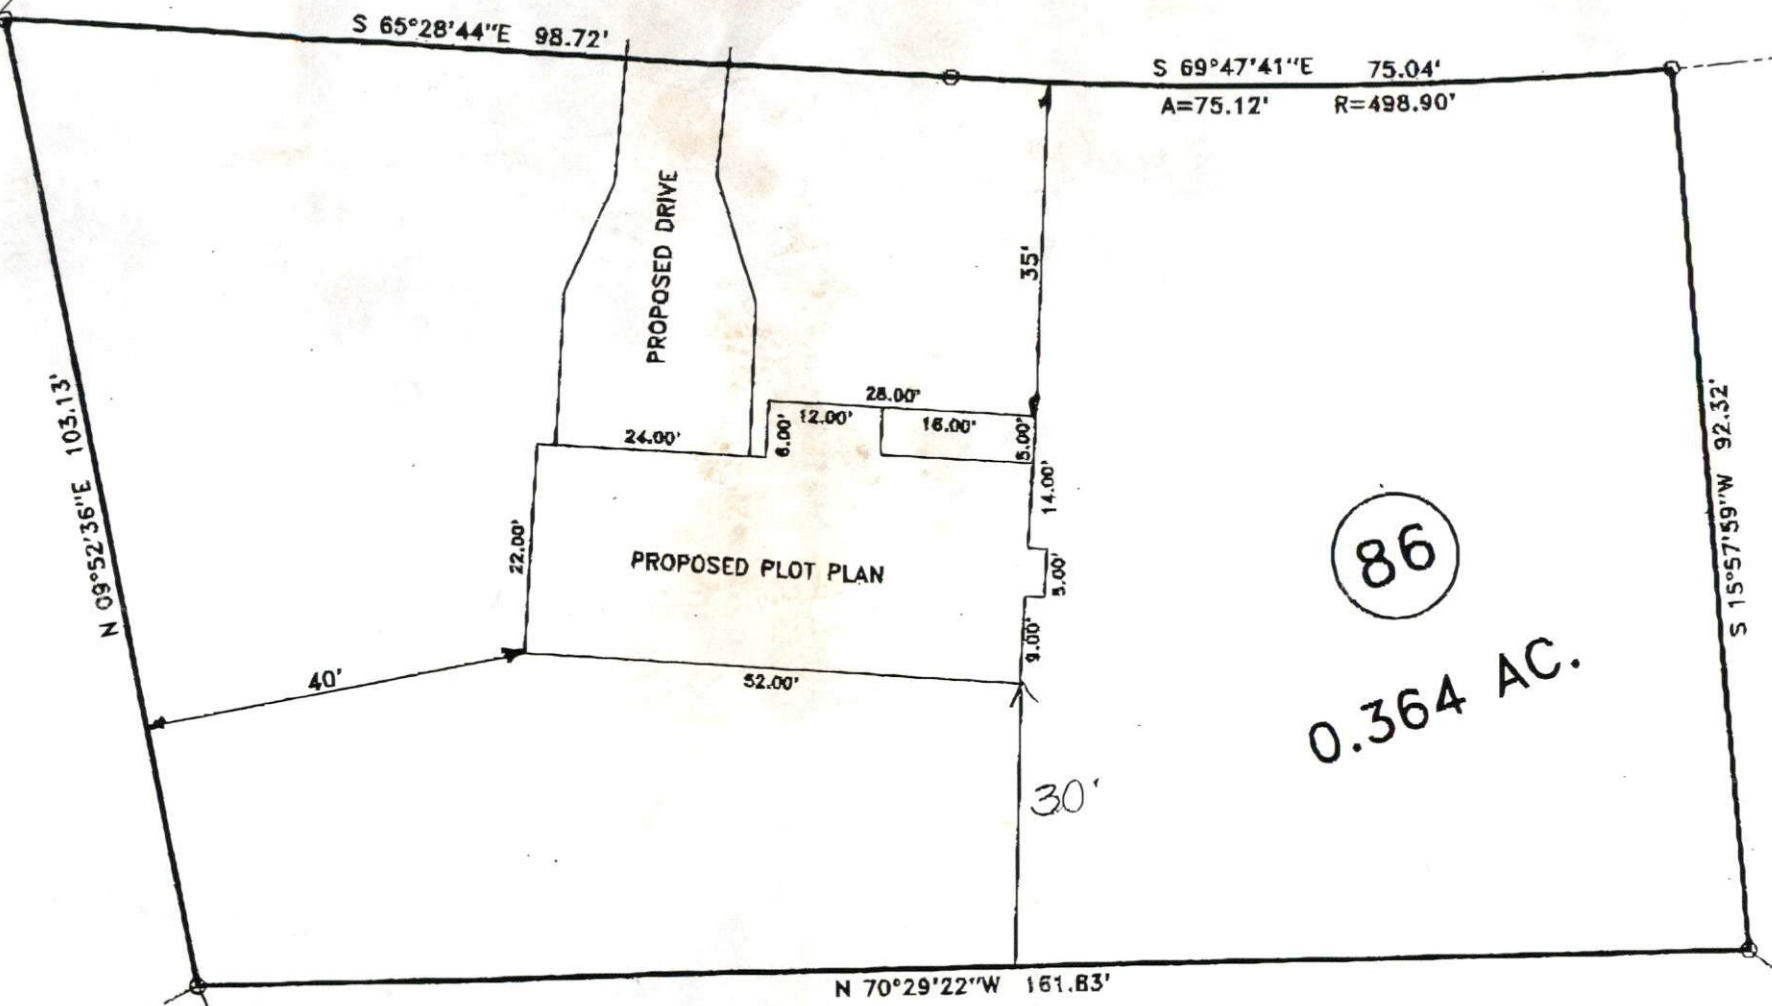 S 65°28'44"E 98.72'
S 69°47'41"E 75.04'
A=75.12' R=498.90'
PROPOSED DRIVE
35'
28.00'
12.00'
16.00'
6.00'
5.00'
24.00'
14.00'
22.00'
PROPOSED PLOT PLAN
5.00'
9.00'
52.00'
40'
30'
N 09°52'36"E 103.13'
S 15°57'59"W 92.32'
86
0.364 AC.
N 70°29'22"W 161.83'